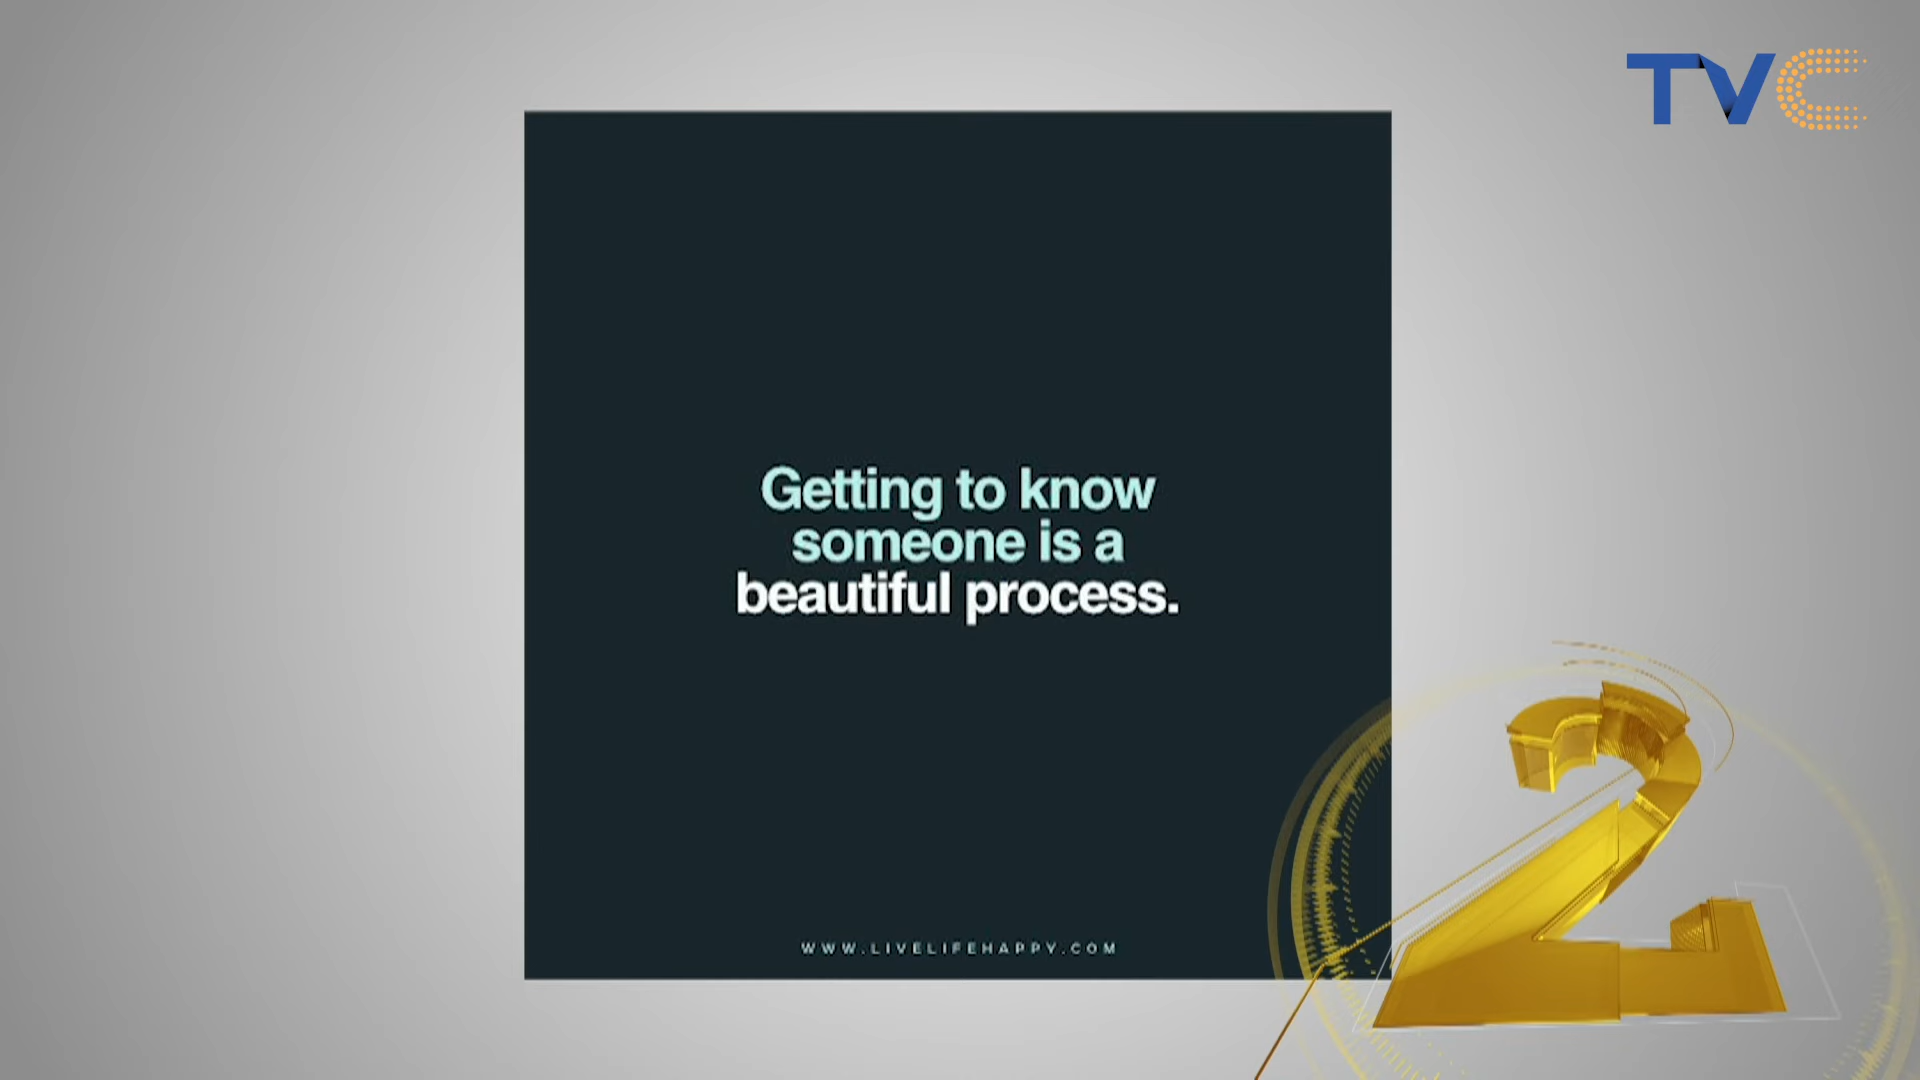 TVC
Getting to know
someone is a
beautiful process.
WWW.LIVELIFEHAPPY.COM
2